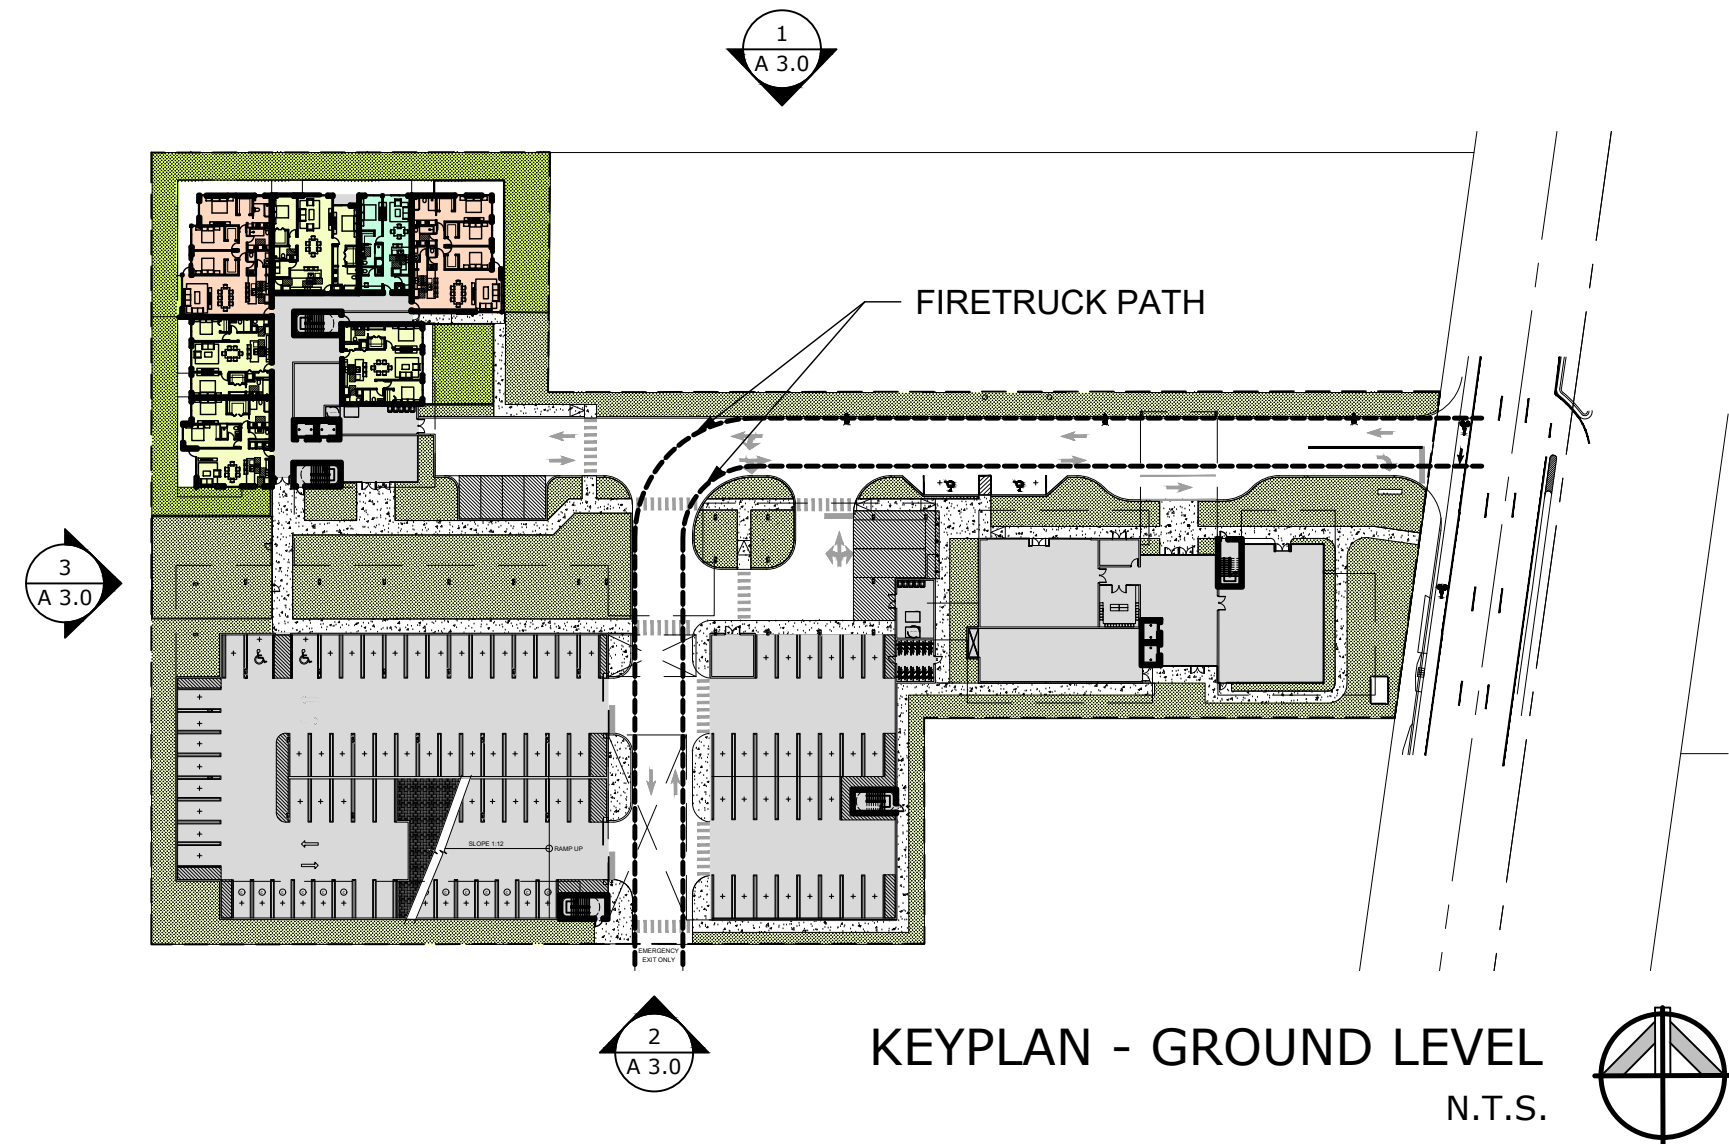 1
A 3.0
FIRETRUCK PATH
3
A 3.0
SLOPE 1:12
RAMP UP
EMERGENCY
EXIT ONLY
2
A 3.0
KEYPLAN - GROUND LEVEL
N.T.S.